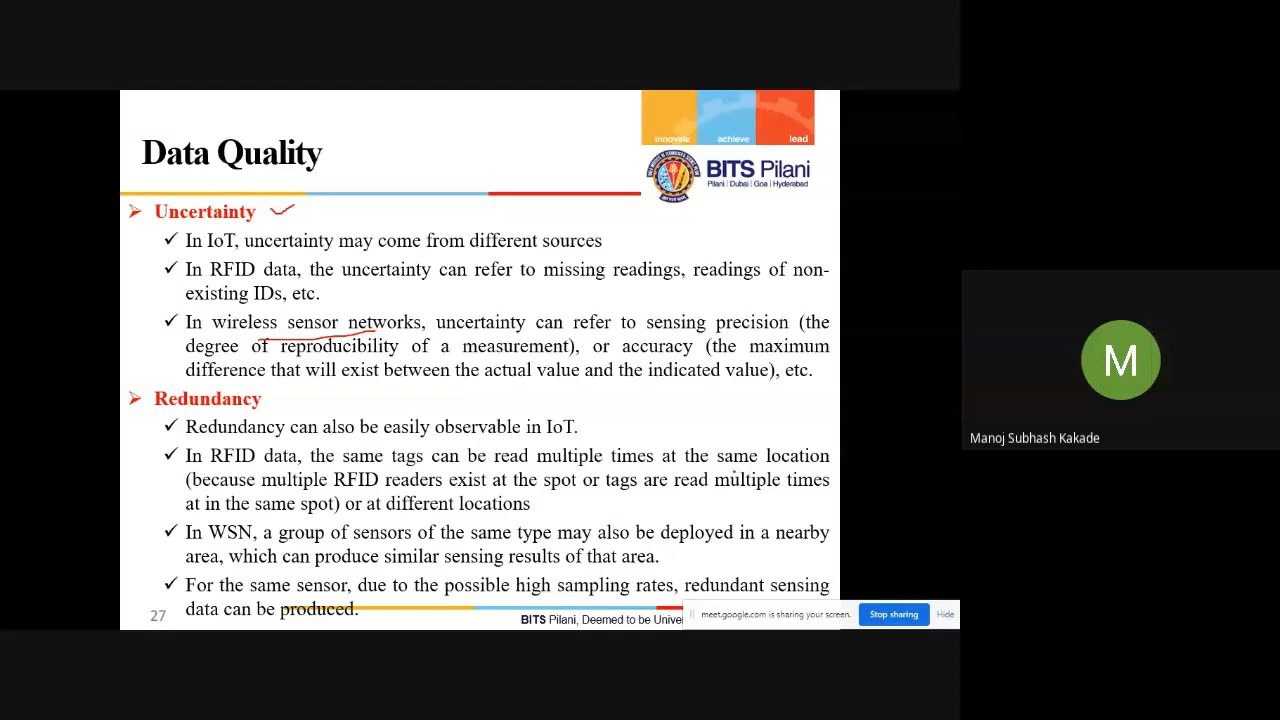 innovate achieve lead
Data Quality
BITS Pilani
Pilani | Dubai | Goa | Hyderabad
➢ Uncertainty
✓ In IoT, uncertainty may come from different sources
✓ In RFID data, the uncertainty can refer to missing readings, readings of non-
existing IDs, etc.
✓ In wireless sensor networks, uncertainty can refer to sensing precision (the
degree of reproducibility of a measurement), or accuracy (the maximum
difference that will exist between the actual value and the indicated value), etc.
➢ Redundancy
✓ Redundancy can also be easily observable in IoT.
✓ In RFID data, the same tags can be read multiple times at the same location
(because multiple RFID readers exist at the spot or tags are read multiple times
at in the same spot) or at different locations
✓ In WSN, a group of sensors of the same type may also be deployed in a nearby
area, which can produce similar sensing results of that area.
✓ For the same sensor, due to the possible high sampling rates, redundant sensing
data can be produced.
27
BITS Pilani, Deemed to be Univer
meet.google.com is sharing your screen. Stop sharing Hide
M
Manoj Subhash Kakade